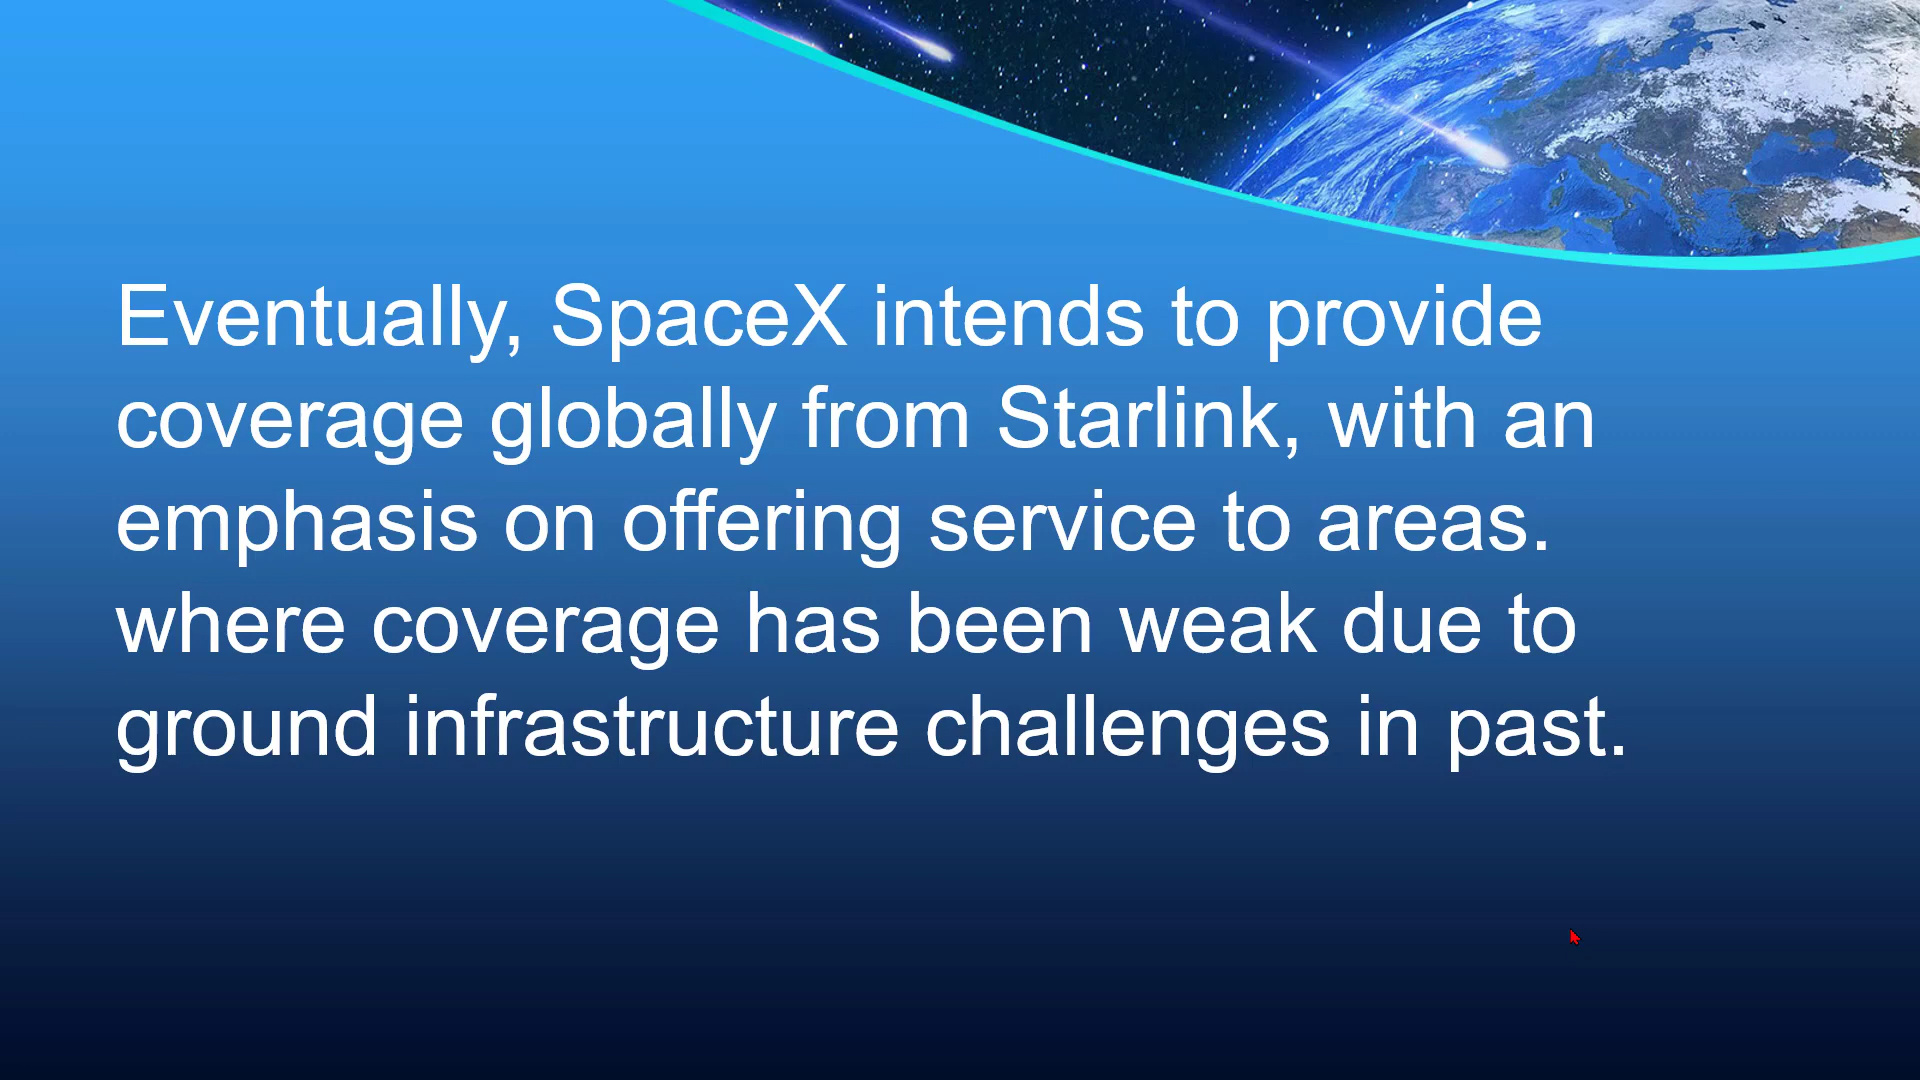 Eventually, SpaceX intends to provide
coverage globally from Starlink, with an
emphasis on offering service to areas.
where coverage has been weak due to
ground infrastructure challenges in past.